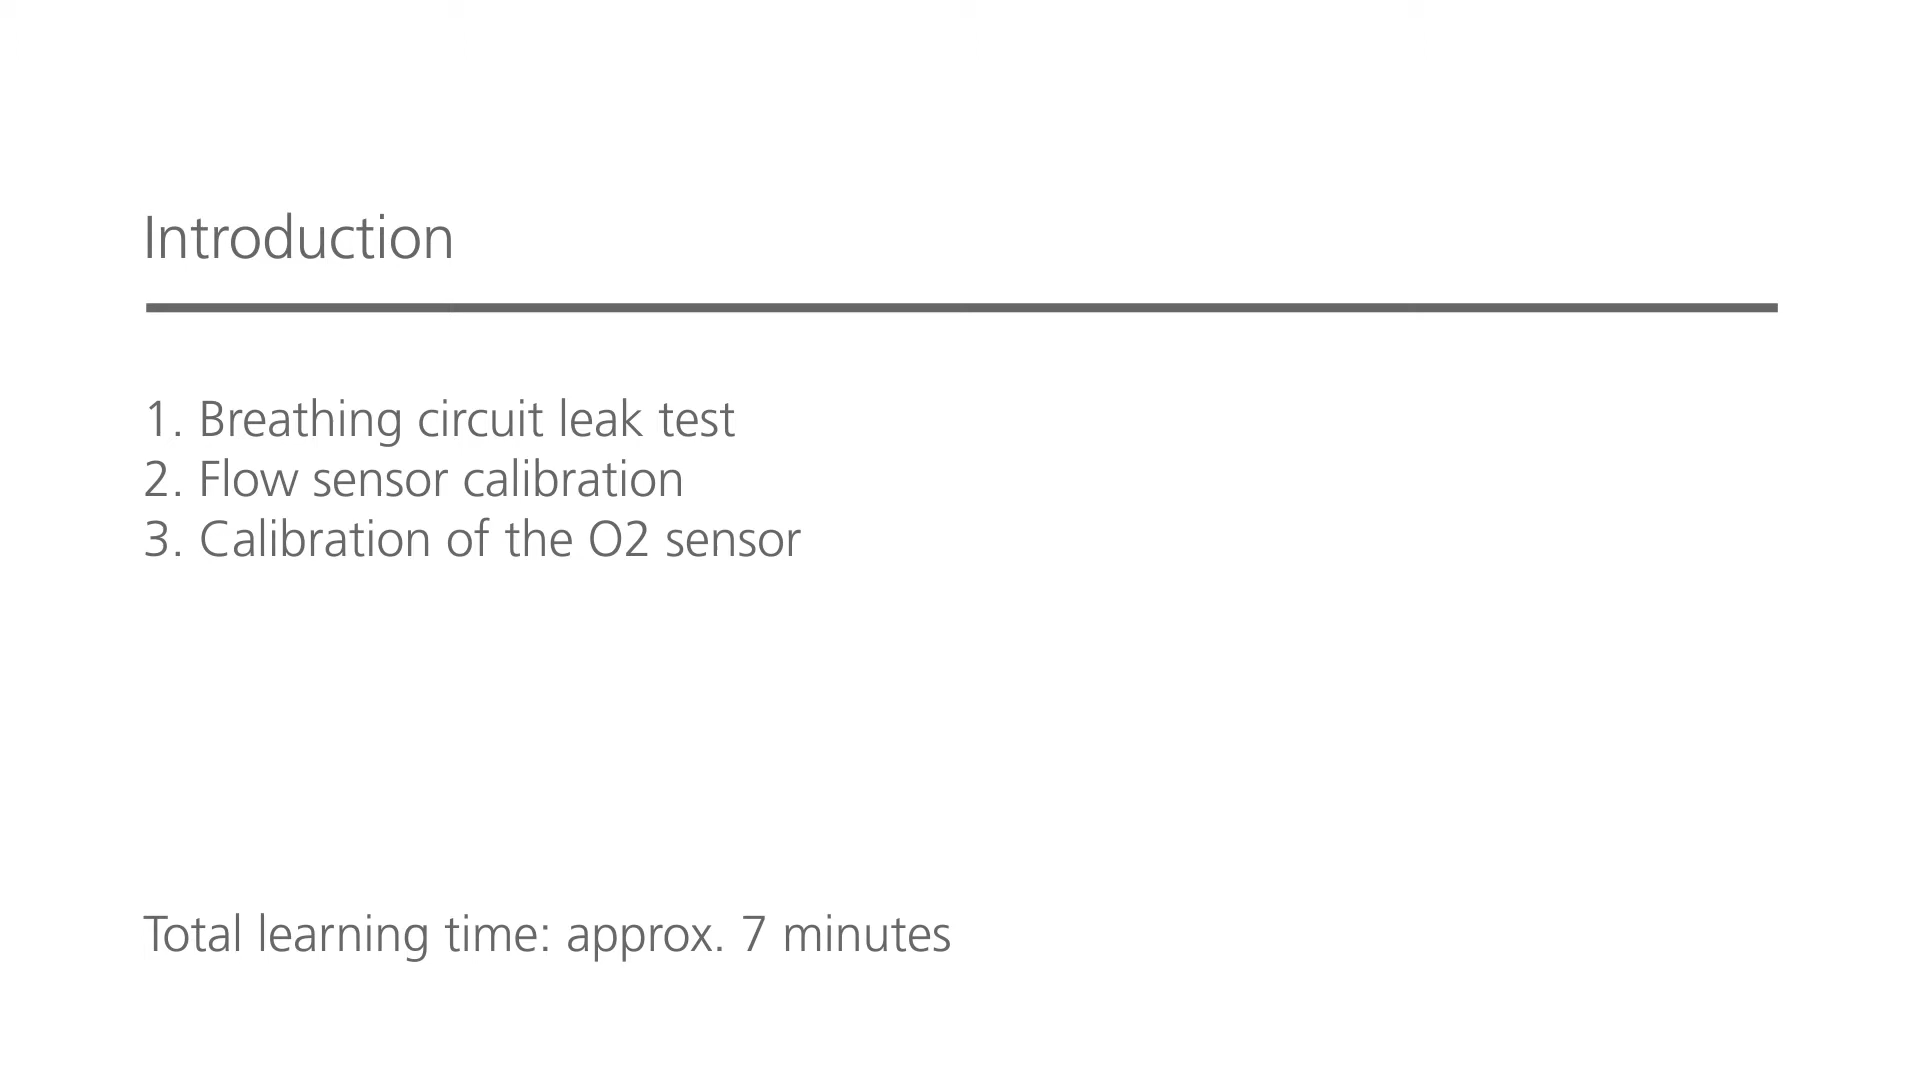 Introduction
1. Breathing circuit leak test
2. Flow sensor calibration
3. Calibration of the O2 sensor
Total learning time: approx. 7 minutes